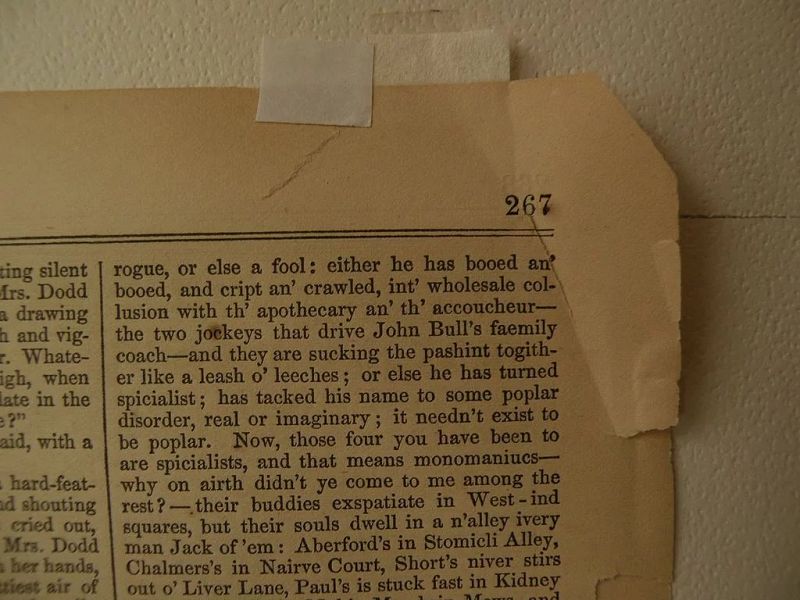 267
ting silent
Mrs. Dodd
a drawing
h and vig-
r. Whate-
igh, when
late in the
e?"
aid, with a
hard-feat-
d shouting
cried out,
Mrs. Dodd
her hands,
air of
rogue, or else a fool: either he has booed an'
booed, and cript an' crawled, int' wholesale col-
lusion with th' apothecary an' th' accoucheur—
the two jockeys that drive John Bull's faemily
coach—and they are sucking the pashint togith-
er like a leash o' leeches; or else he has turned
spicialist; has tacked his name to some poplar
disorder, real or imaginary; it needn't exist to
be poplar. Now, those four you have been to
are spicialists, and that means monomaniucs—
why on airth didn't ye come to me among the
rest?—their buddies exspatiate in West-ind
squares, but their souls dwell in a n'alley ivery
man Jack of 'em: Aberford's in Stomicli Alley,
Chalmers's in Nairve Court, Short's niver stirs
out o' Liver Lane, Paul's is stuck fast in Kidney